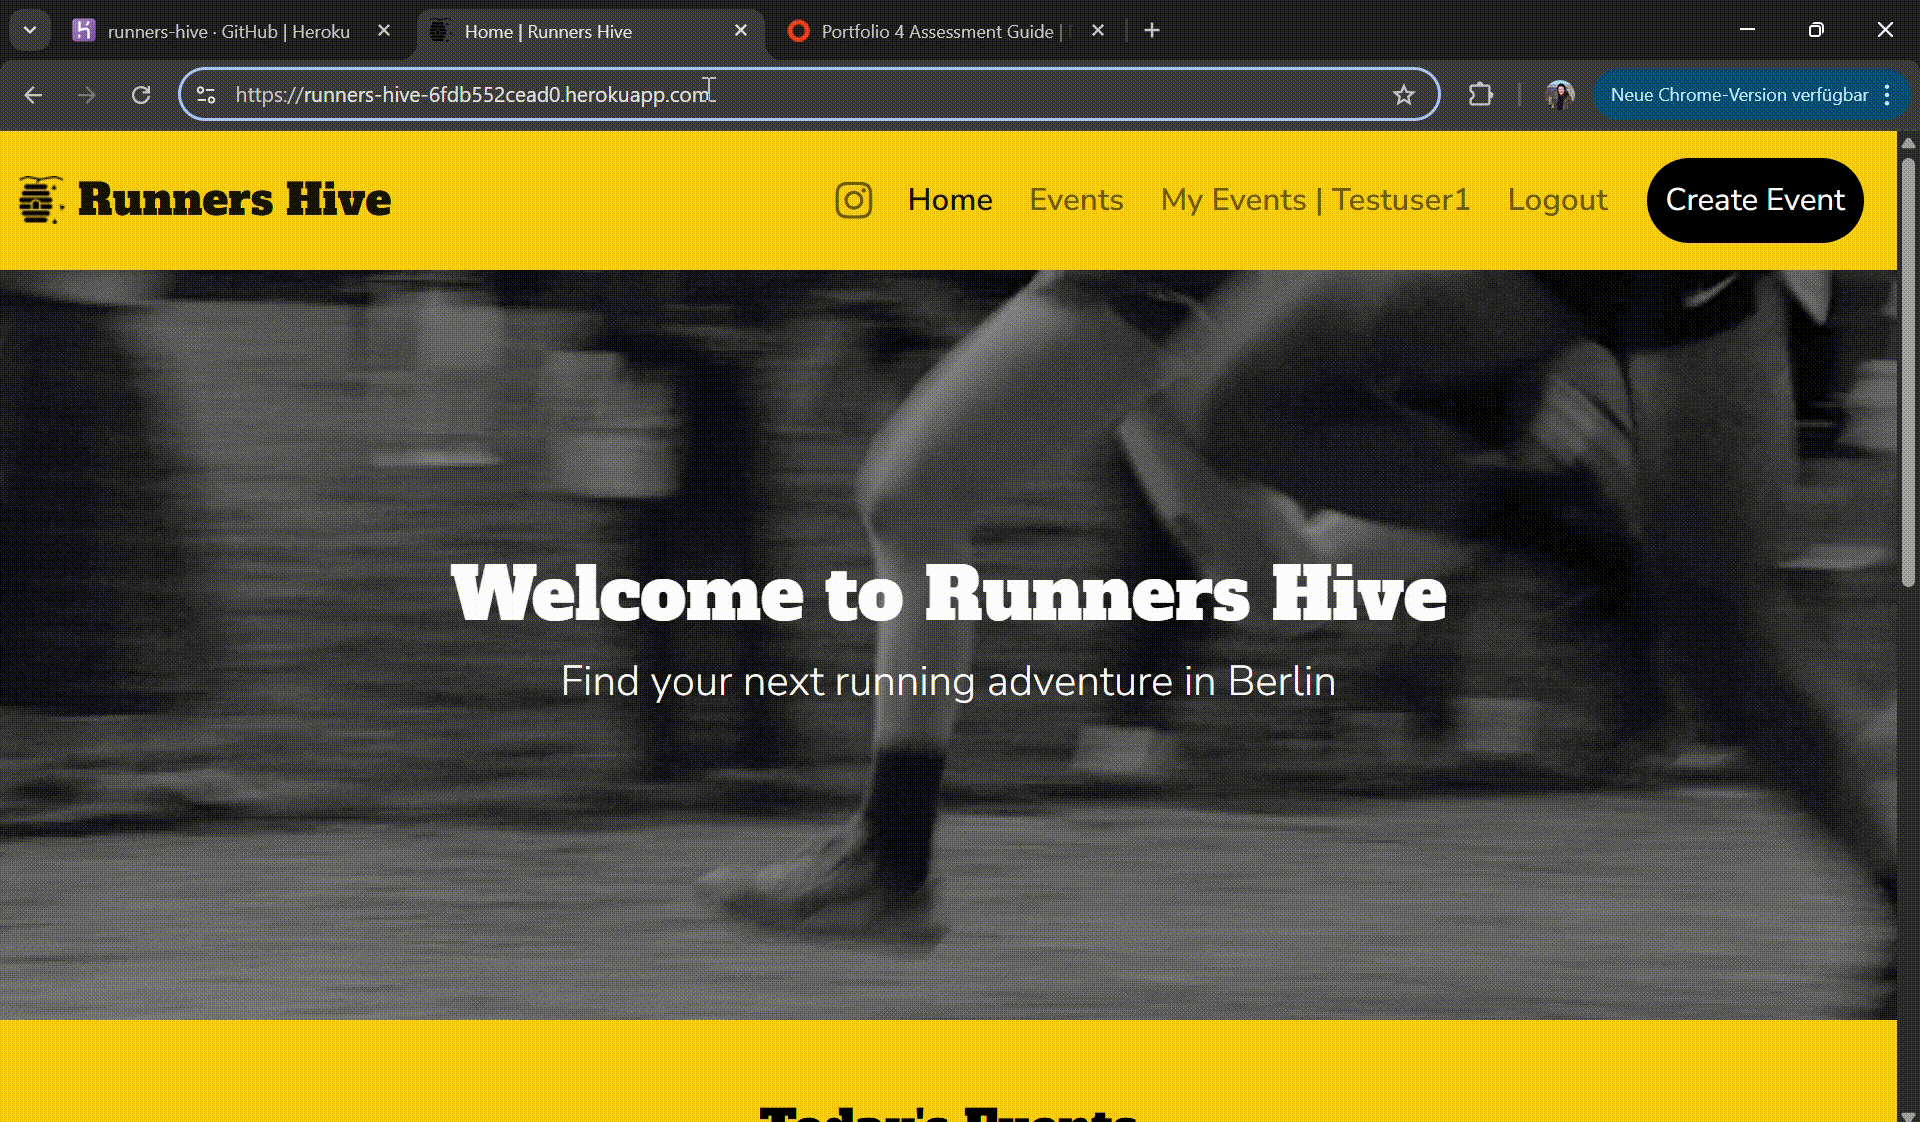 runners-hive · GitHub | Heroku
Home | Runners Hive
Portfolio 4 Assessment Guide |
https://runners-hive-6fdb552cead0.herokuapp.com
Neue Chrome-Version verfügbar
Runners Hive
Home
Events
My Events | Testuser1
Logout
Create Event
Welcome to Runners Hive
Find your next running adventure in Berlin
Today's Events